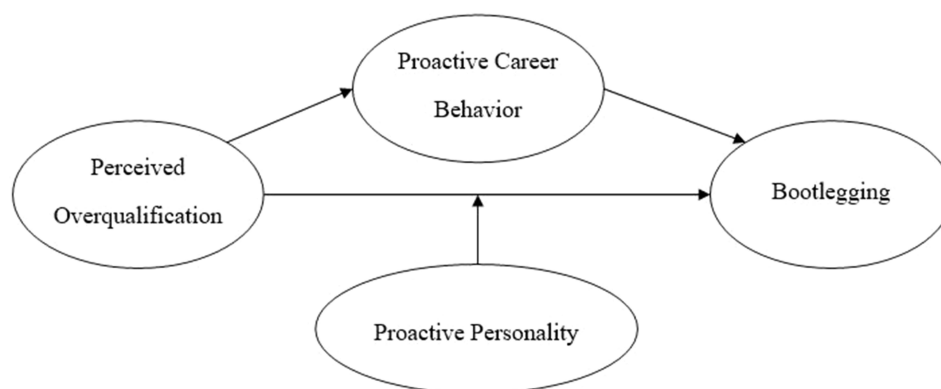 Proactive Career
Behavior
Perceived
Overqualification
Bootlegging
Proactive Personality